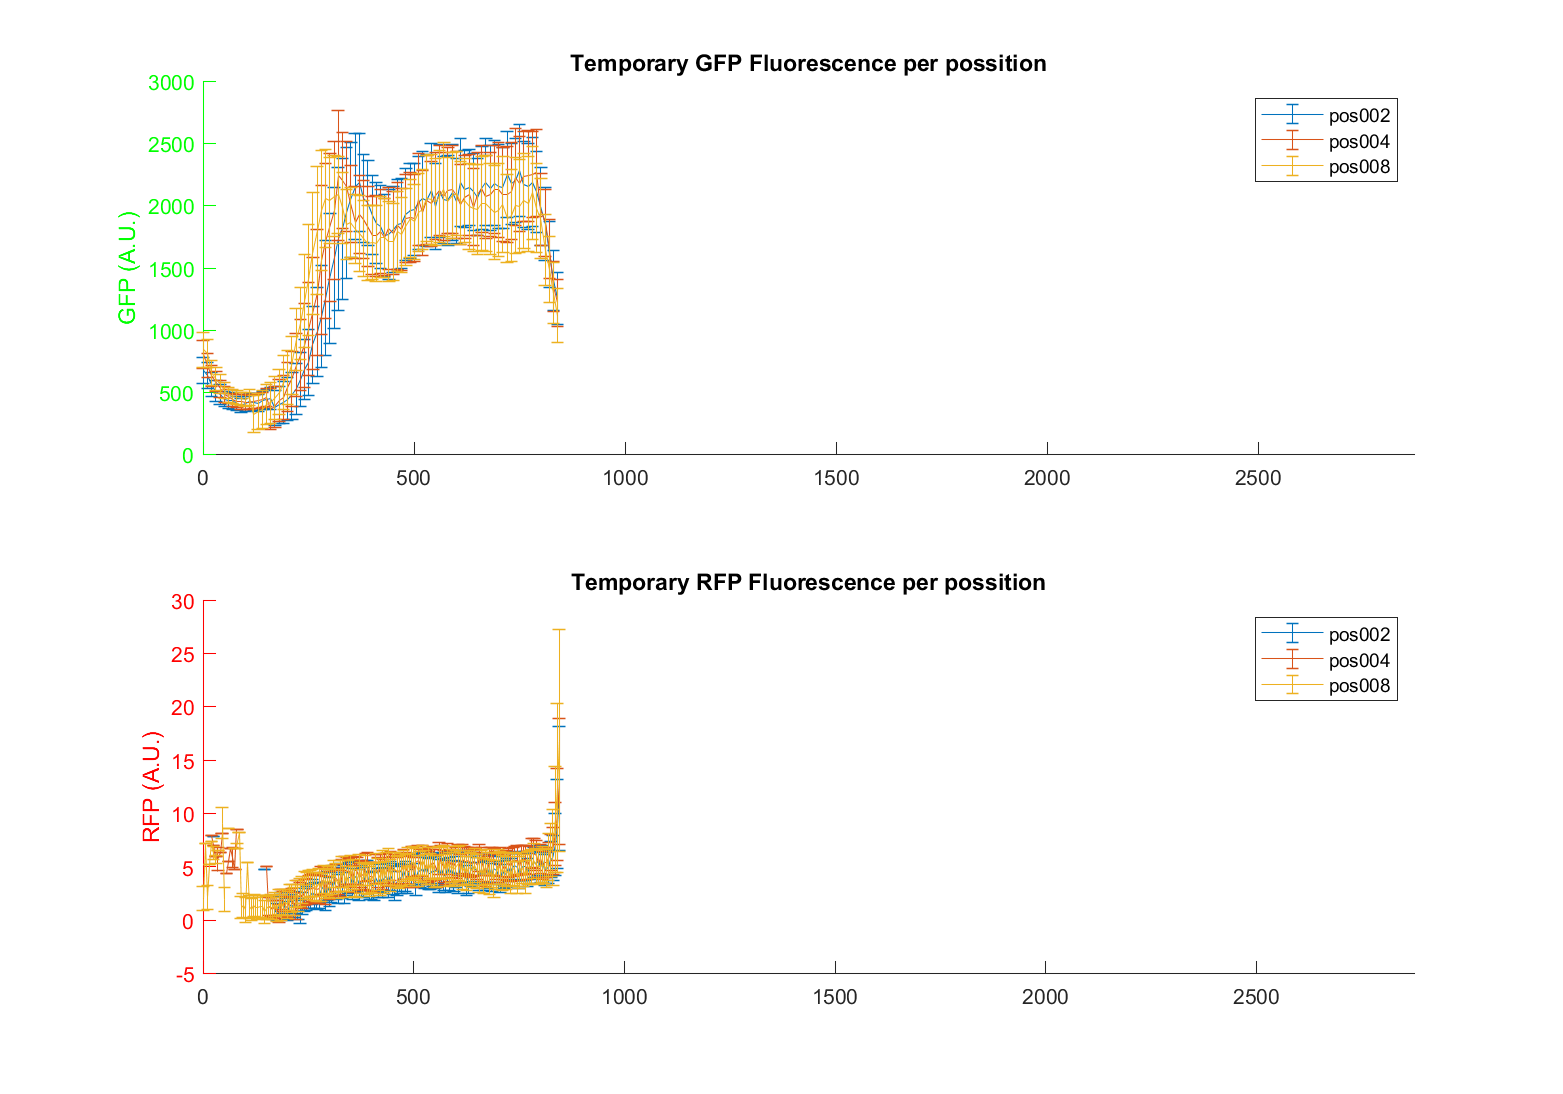 Temporary GFP Fluorescence per possition
GFP (A.U.)
3000
2500
2000
1500
1000
500
0
0 500 1000 1500 2000 2500
pos002
pos004
pos008
Temporary RFP Fluorescence per possition
RFP (A.U.)
30
25
20
15
10
5
0
-5
0 500 1000 1500 2000 2500
pos002
pos004
pos008